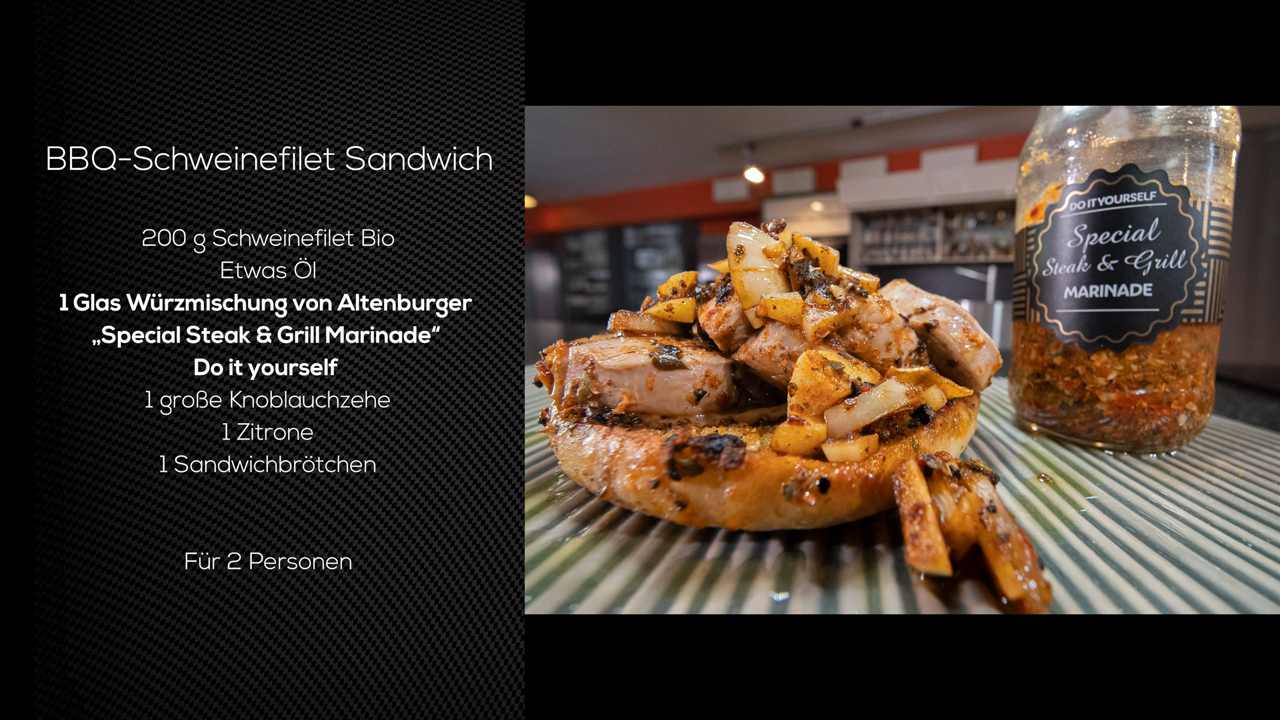 BBQ-Schweinefilet Sandwich
200 g Schweinefilet Bio
Etwas Öl
1 Glas Würzmischung von Altenburger
„Special Steak & Grill Marinade“
Do it yourself
1 große Knoblauchzehe
1 Zitrone
1 Sandwichbrötchen
Für 2 Personen
DO IT YOURSELF
Special
Steak & Grill
MARINADE